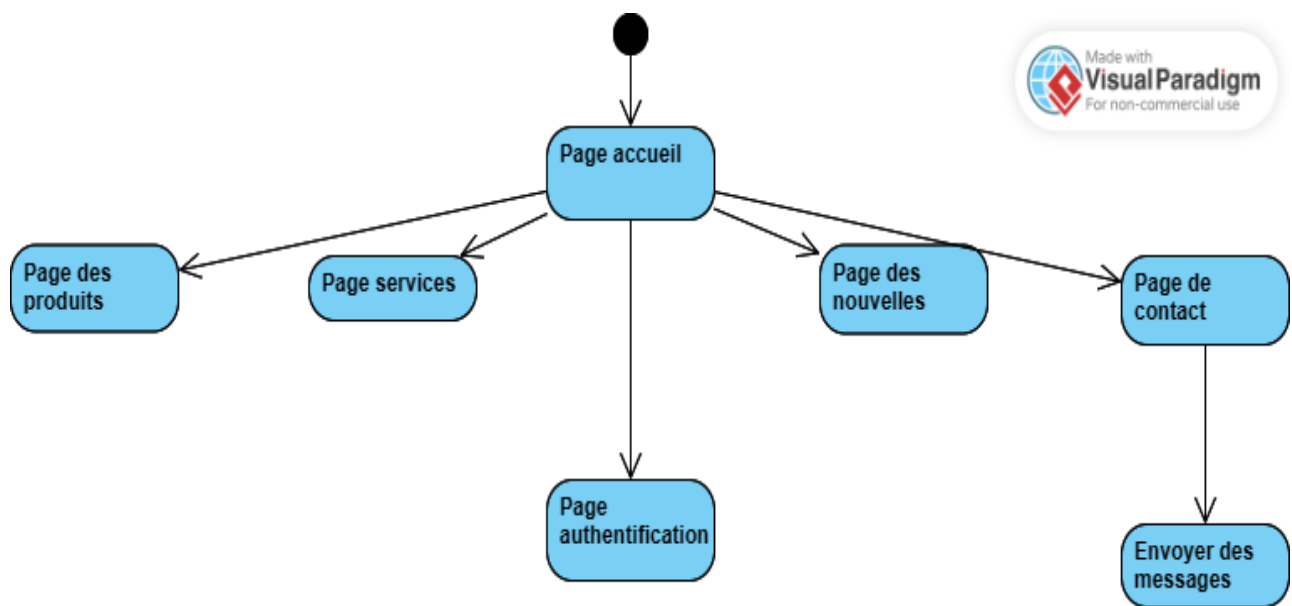 Made with
Visual Paradigm
For non-commercial use
Page accueil
Page des
produits
Page services
Page des
nouvelles
Page de
contact
Page
authentification
Envoyer des
messages